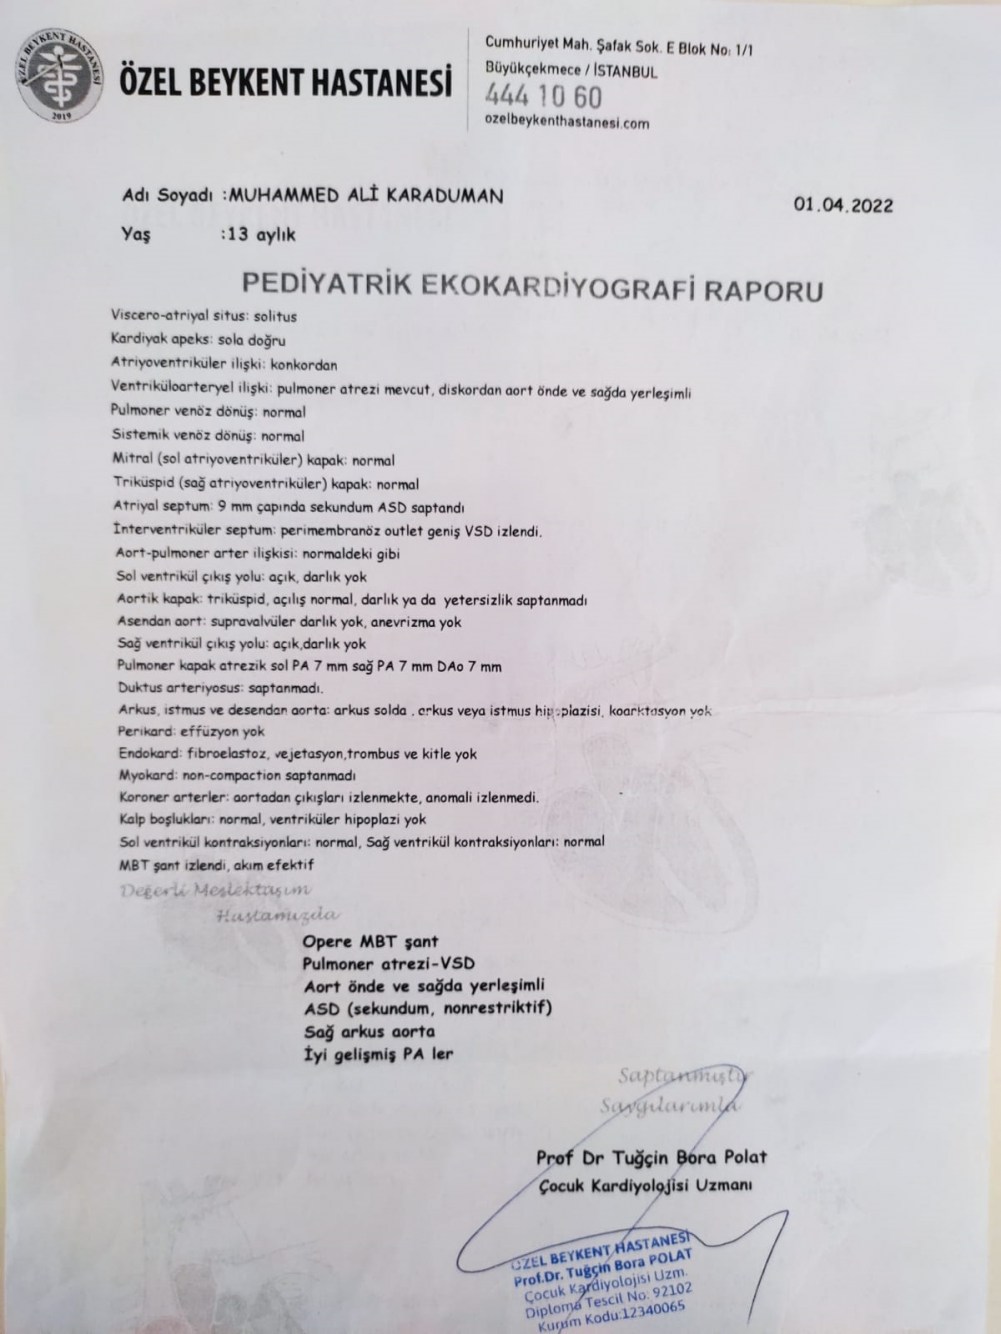 ÖZEL BEYKENT HASTANESİ
2019
ÖZEL BEYKENT HASTANESİ
Cumhuriyet Mah. Şafak Sok. E Blok No: 1/1
Büyükçekmece / İSTANBUL
444 10 60
ozelbeykenthastanesi.com
Adı Soyadı :MUHAMMED ALİ KARADUMAN
01.04.2022
Yaş :13 aylık
PEDİYATRİK EKOKARDİYOGRAFİ RAPORU
Viscero-atriyal situs: solitus
Kardiyak apeks: sola doğru
Atriyoventriküler ilişki: konkordan
Ventriküloarteryel ilişki: pulmoner atrezi mevcut, diskordan aort önde ve sağda yerleşimli
Pulmoner venöz dönüş: normal
Sistemik venöz dönüş: normal
Mitral (sol atriyoventriküler) kapak: normal
Triküspid (sağ atriyoventriküler) kapak: normal
Atriyal septum: 9 mm çapında sekundum ASD saptandı
İnterventriküler septum: perimembranöz outlet geniş VSD izlendi.
Aort-pulmoner arter ilişkisi: normaldeki gibi
Sol ventrikül çıkış yolu: açık, darlık yok
Aortik kapak: triküspid, açılış normal, darlık ya da yetersizlik saptanmadı
Asendan aort: supravalvüler darlık yok, anevrizma yok
Sağ ventrikül çıkış yolu: açık,darlık yok
Pulmoner kapak atrezik sol PA 7 mm sağ PA 7 mm DAo 7 mm
Duktus arteriyosus: saptanmadı.
Arkus, istmus ve desendan aorta: arkus solda , arkus veya istmus hipoplazisi, koarktasyon yok
Perikard: effüzyon yok
Endokard: fibroelastoz, vejetasyon,trombus ve kitle yok
Myokard: non-compaction saptanmadı
Koroner arterler: aortadan çıkışları izlenmekte, anomali izlenmedi.
Kalp boşlukları: normal, ventriküler hipoplazi yok
Sol ventrikül kontraksiyonları: normal, Sağ ventrikül kontraksiyonları: normal
MBT şant izlendi, akım efektif
Değerli Meslektaşım
Hastamızda
Opere MBT şant
Pulmoner atrezi-VSD
Aort önde ve sağda yerleşimli
ASD (sekundum, nonrestriktif)
Sağ arkus aorta
İyi gelişmiş PA ler
Saptanmıştır
Saygılarımla
Prof Dr Tuğçin Bora Polat
Çocuk Kardiyolojisi Uzmanı
ÖZEL BEYKENT HASTANESİ
Prof.Dr. Tuğçin Bora POLAT
Çocuk Kardiyolojisi Uzm.
Diploma Tescil No: 92102
Kurum Kodu:12340065